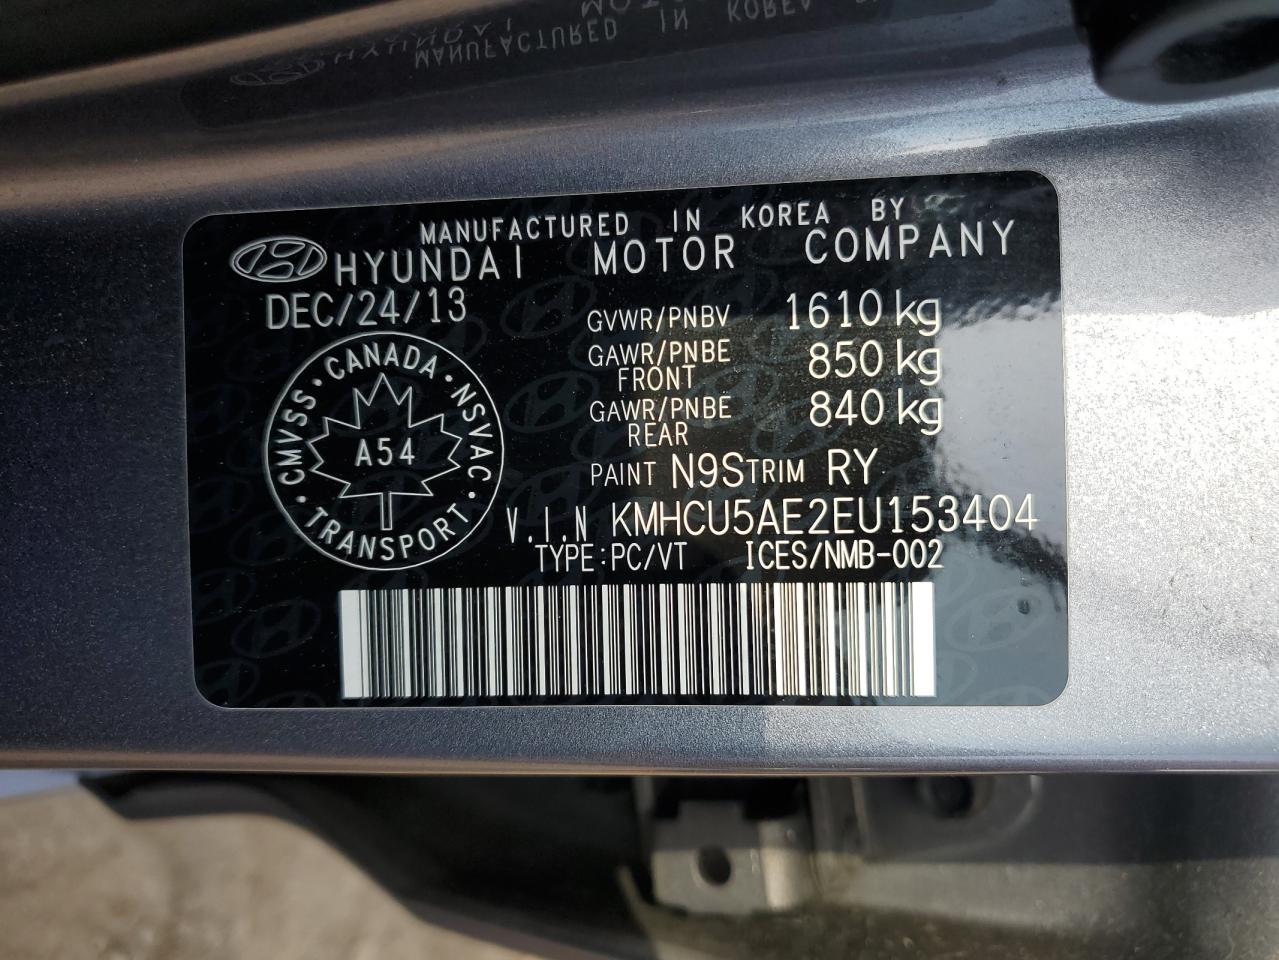 MANUFACTURED IN KOREA BY
HYUNDAI MOTOR COMPANY
DEC/24/13
GVWR/PNBV 1610 kg
GAWR/PNBE FRONT 850 kg
GAWR/PNBE REAR 840 kg
CMVSS · CANADA · NSVAC · TRANSPORT ·
A54
PAINT N9S TRIM RY
V.I.N KMHCU5AE2EU153404
TYPE:PC/VT ICES/NMB-002